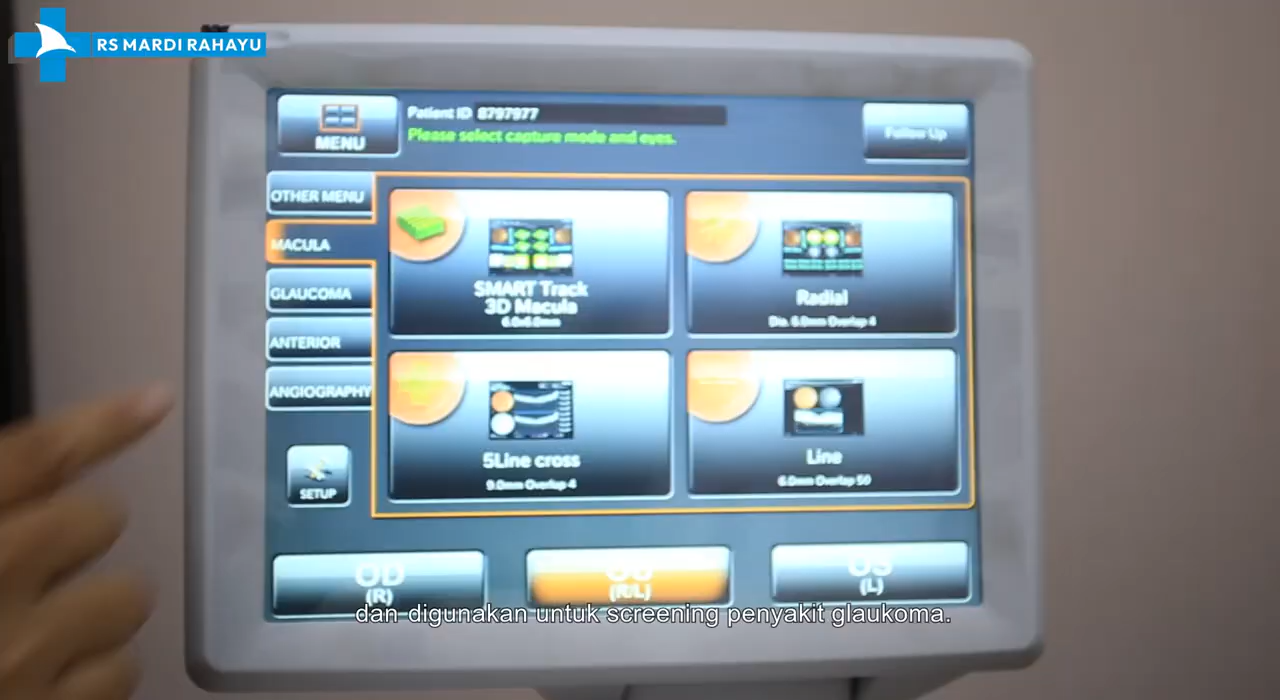 RS MARDI RAHAYU
MENU
Patient ID 8797977
Please select capture mode and eyes.
Follow Up
OTHER MENU
MACULA
GLAUCOMA
ANTERIOR
ANGIOGRAPHY
SETUP
SMART Track
3D Macula
6.0x6.0mm
Radial
Dia. 6.0mm Overlap 4
5Line cross
9.0mm Overlap 4
Line
6.0mm Overlap 50
OD
(R)
OU
(R/L)
OS
(L)
dan digunakan untuk screening penyakit glaukoma.